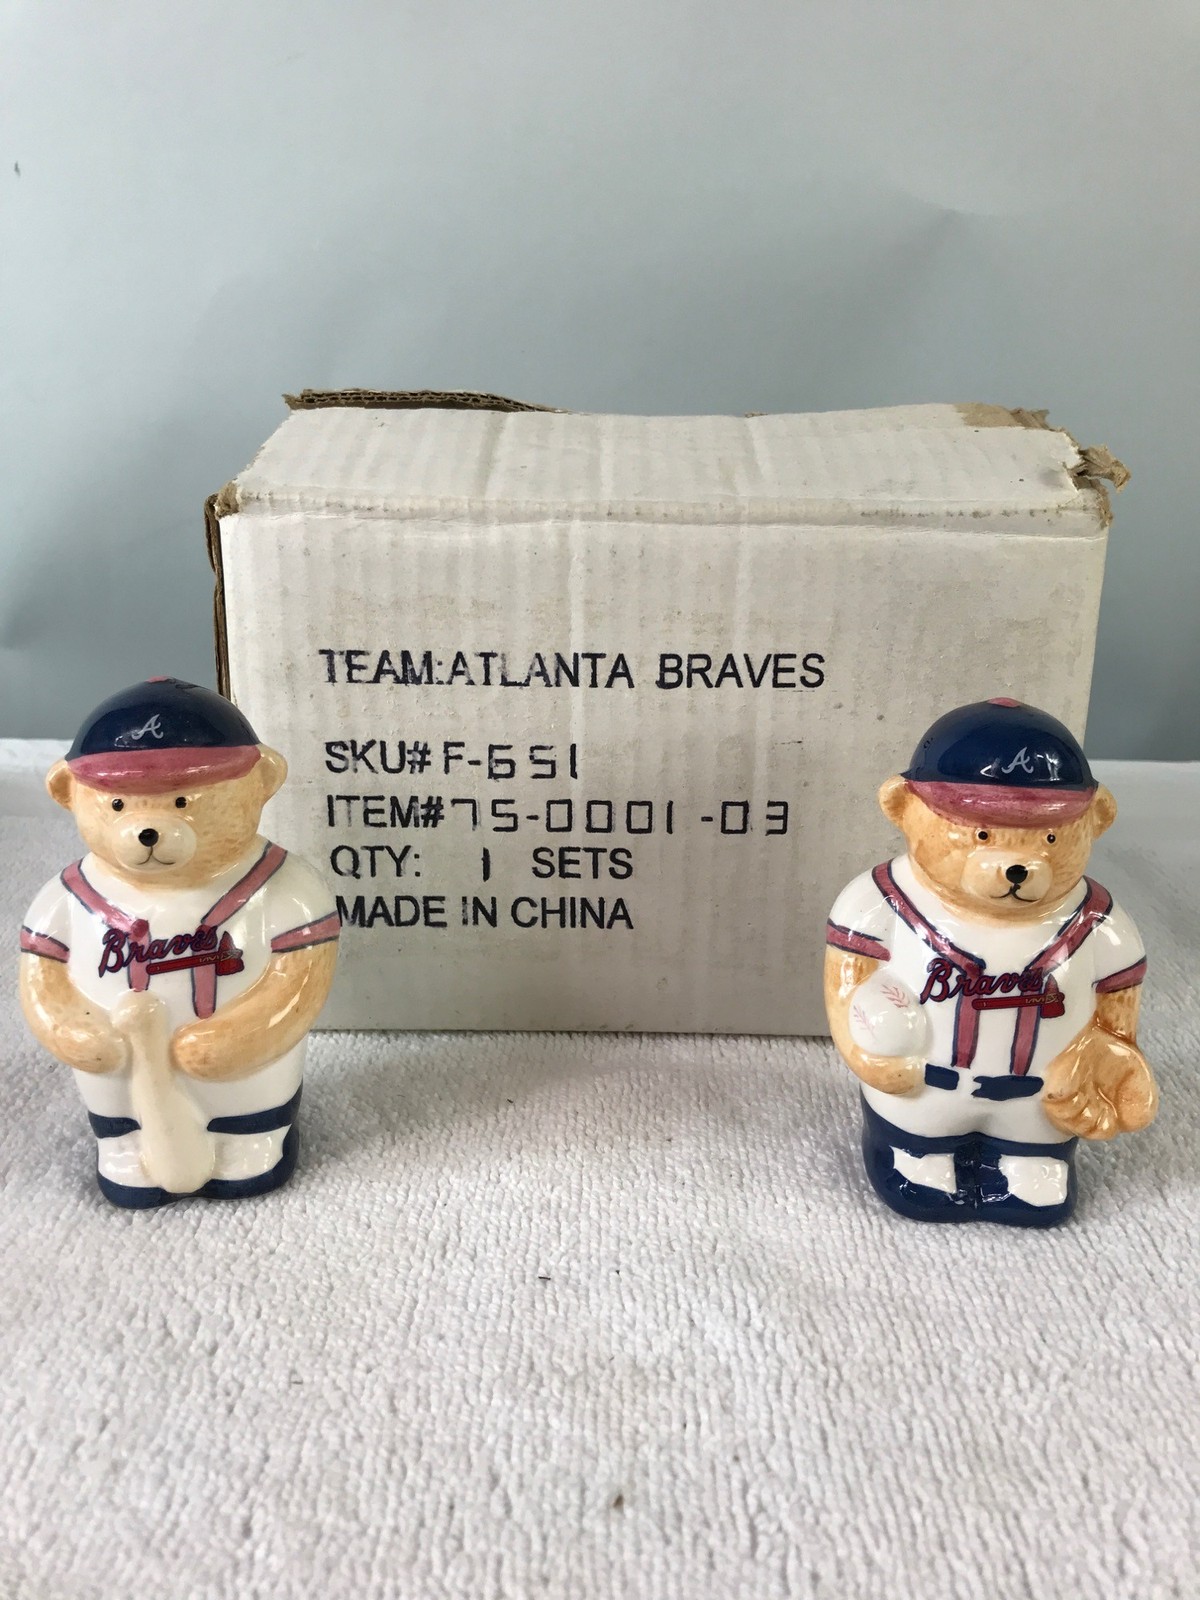 TEAM:ATLANTA BRAVES
SKU# F-651
ITEM# 75-0001-03
QTY: 1 SETS
MADE IN CHINA
A
Braves
A
Braves